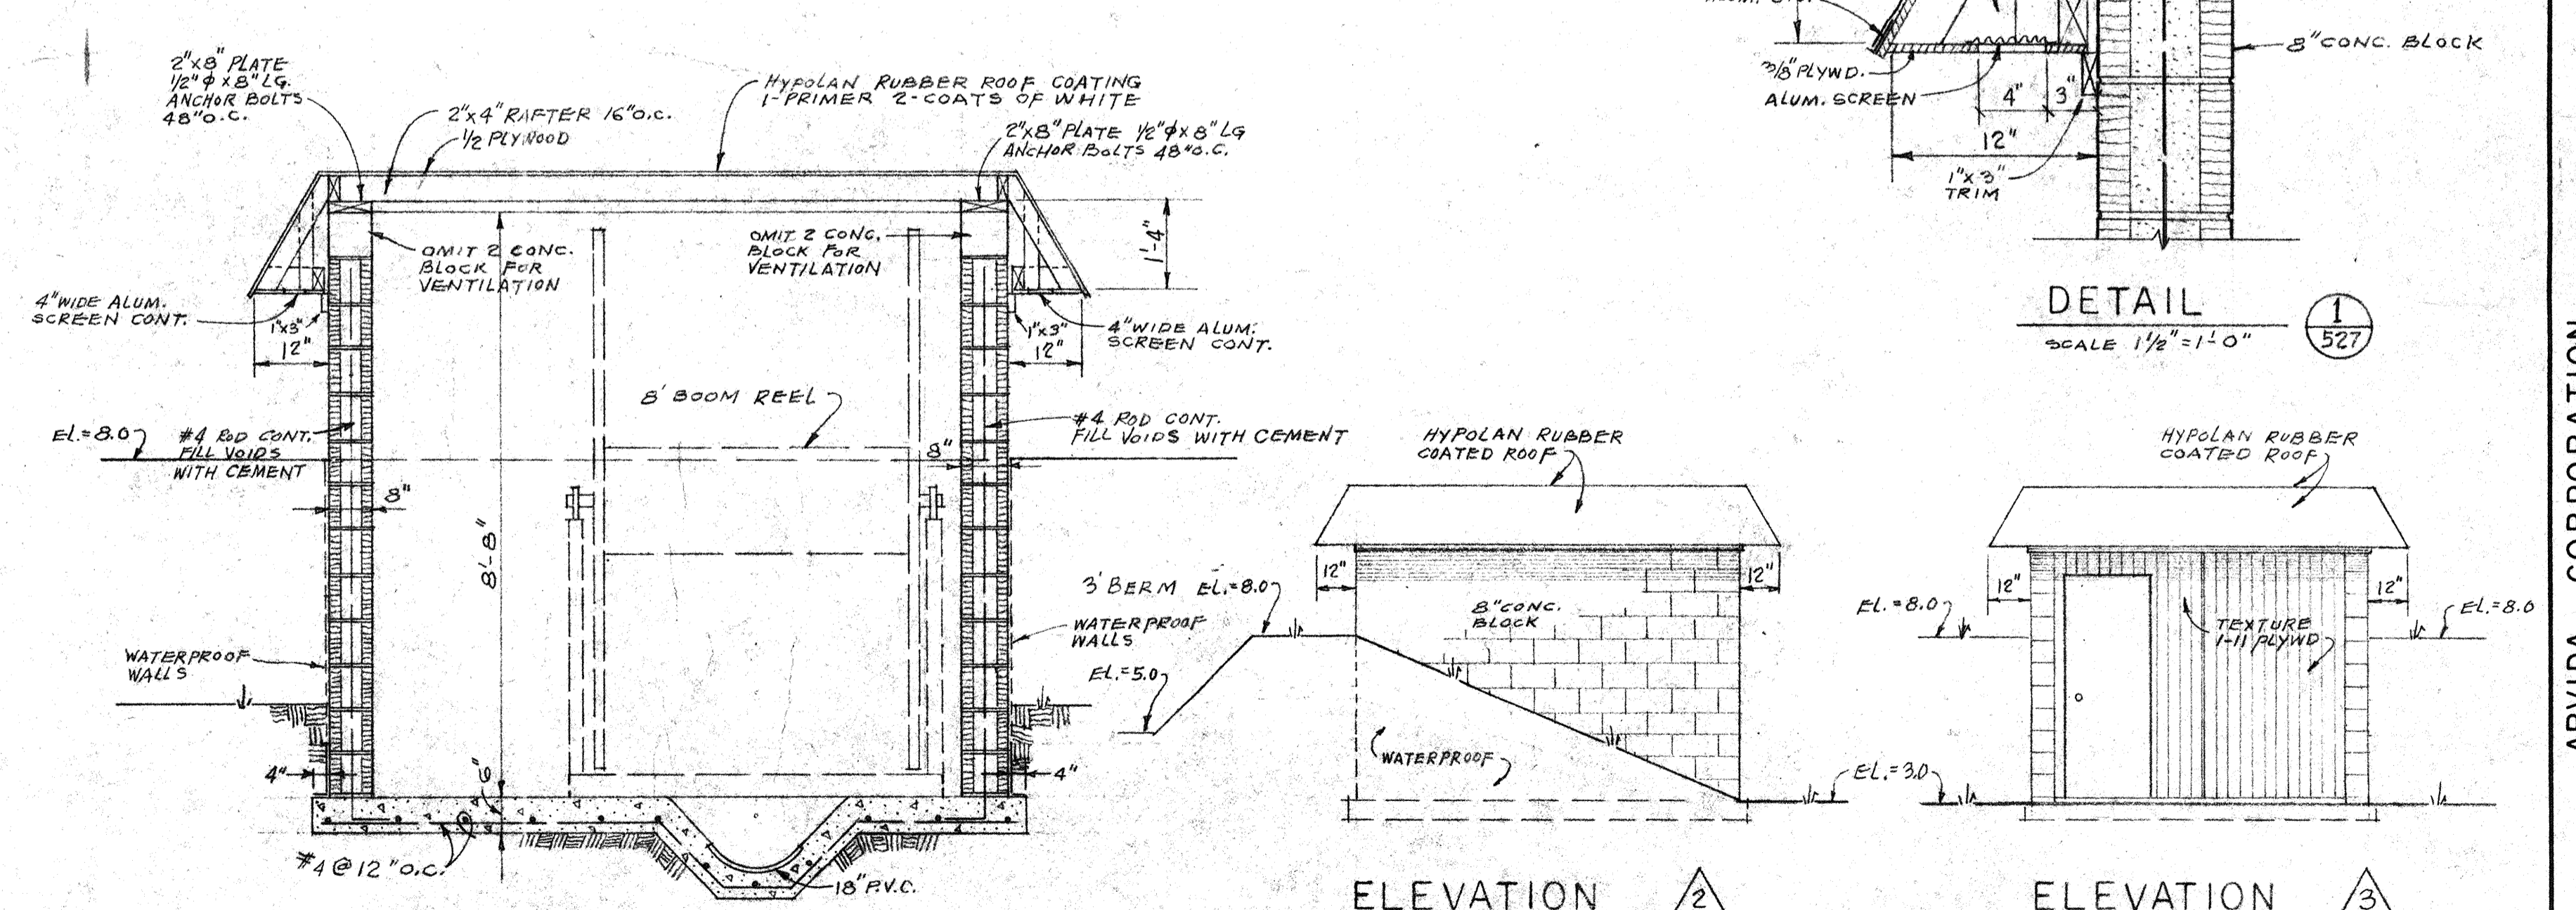 2"X8" PLATE
1/2" ϕ X 8" LG.
ANCHOR BOLTS
48" O.C.
2"X4" RAFTER 16" O.C.
1/2 PLYWOOD
HYPOLAN RUBBER ROOF COATING
1-PRIMER 2-COATS OF WHITE
2"X8" PLATE 1/2" ϕ X 8" LG
ANCHOR BOLTS 48" O.C.
OMIT 2 CONC.
BLOCK FOR
VENTILATION
OMIT 2 CONC.
BLOCK FOR
VENTILATION
1'-4"
4" WIDE ALUM.
SCREEN CONT.
1"X3"
12"
1"X3"
12"
4" WIDE ALUM.
SCREEN CONT.
8' BOOM REEL
EL.=8.0
#4 ROD CONT.
FILL VOIDS
WITH CEMENT
8"
8"
#4 ROD CONT.
FILL VOIDS WITH CEMENT
8'-8"
WATERPROOF
WALLS
WATERPROOF
WALLS
4"
6"
4"
#4 @ 12" O.C.
18" P.V.C.
3/8" PLYWD.
ALUM. SCREEN
4"
3"
12"
1"X3"
TRIM
8" CONC. BLOCK
DETAIL
SCALE 1 1/2"=1'-0"
1
527
HYPOLAN RUBBER
COATED ROOF
12"
12"
3' BERM EL.=8.0
8" CONC.
BLOCK
EL.=5.0
WATERPROOF
EL.=3.0
ELEVATION 2
HYPOLAN RUBBER
COATED ROOF
12"
12"
EL.=8.0
EL.=8.0
TEXTURE
1-11 PLYWD
ELEVATION 3
ARVIDA CORPORATION